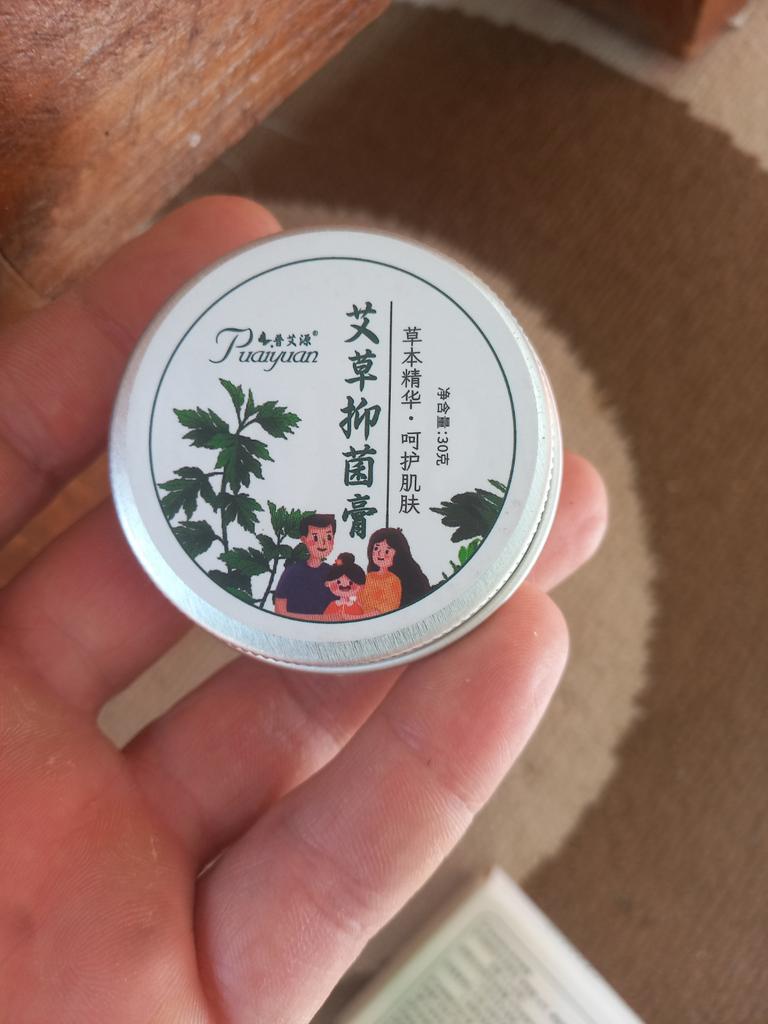 普艾源®
Puaiyuan
艾草抑菌膏
草本精华·呵护肌肤
净含量:30克